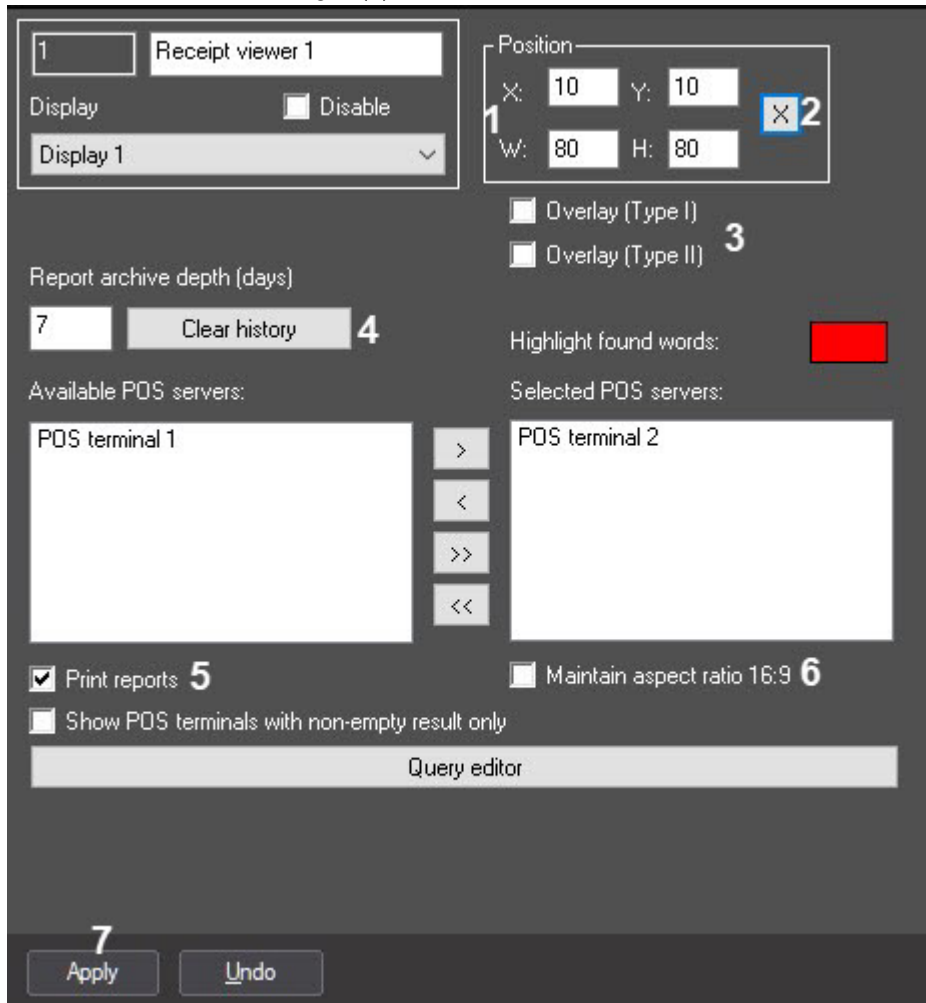 1 Receipt viewer 1
Display Disable
Display 1
Position
X: 10 Y: 10
1 X 2
W: 80 H: 80
Overlay (Type I)
3
Overlay (Type II)
Report archive depth (days)
7 Clear history 4
Highlight found words:
Available POS servers: Selected POS servers:
POS terminal 1 > POS terminal 2
<
>>
<<
Print reports 5 Maintain aspect ratio 16:9 6
Show POS terminals with non-empty result only
Query editor
7
Apply Undo